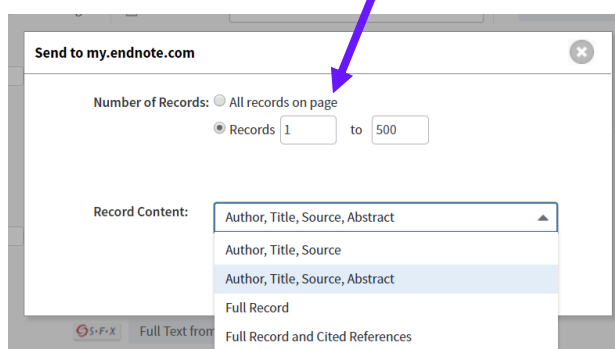 Send to my.endnote.com
Number of Records: All records on page
Records 1 to 500
Record Content: Author, Title, Source, Abstract
Author, Title, Source
Author, Title, Source, Abstract
Full Record
S·F·X Full Text from Full Record and Cited References